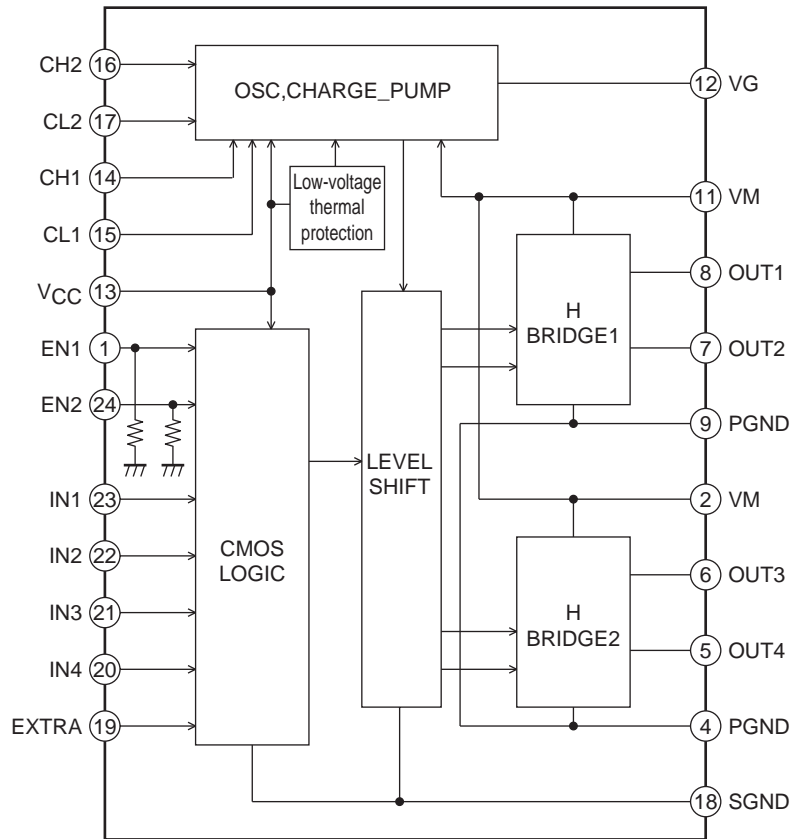 CH2 16
CL2 17
CH1 14
CL1 15
VCC 13
EN1 1
EN2 24
IN1 23
IN2 22
IN3 21
IN4 20
EXTRA 19
OSC,CHARGE_PUMP
Low-voltage
thermal
protection
CMOS
LOGIC
LEVEL
SHIFT
H
BRIDGE1
H
BRIDGE2
12 VG
11 VM
8 OUT1
7 OUT2
9 PGND
2 VM
6 OUT3
5 OUT4
4 PGND
18 SGND